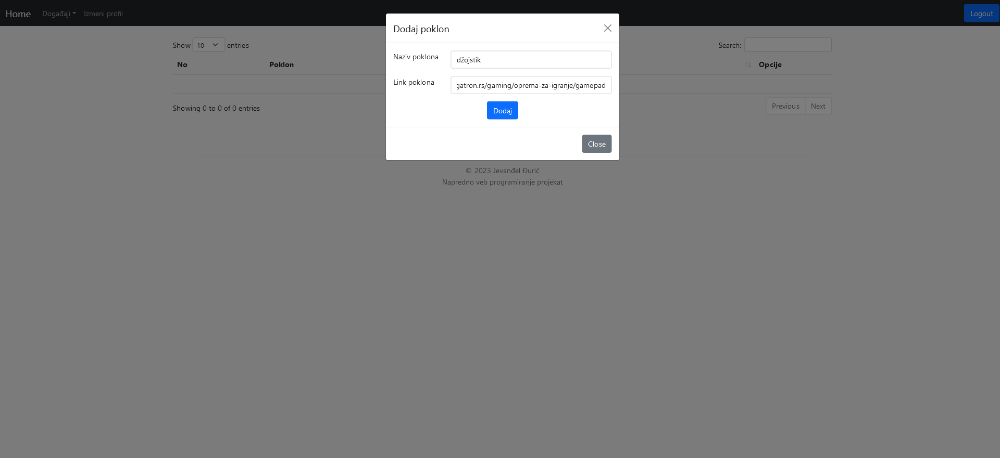 Home Događaji Izmeni profil Logout
Dodaj poklon
Show 10 entries Search:
Naziv poklona džojstik
No Poklon Opcije
Link poklona gatron.rs/gaming/oprema-za-igranje/gamepad
Showing 0 to 0 of 0 entries Previous Next
Dodaj
Close
© 2023 Jevanđel Đurić
Napredno veb programiranje projekat